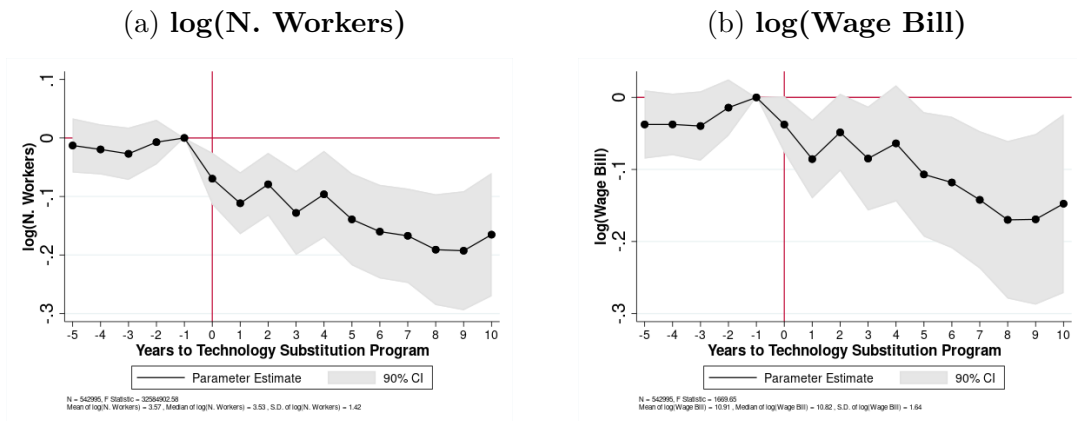 (a) log(N. Workers)
.1
0
-.1
-.2
-.3
log(N. Workers)
-5 -4 -3 -2 -1 0 1 2 3 4 5 6 7 8 9 10
Years to Technology Substitution Program
Parameter Estimate 90% CI
N = 542995, F Statistic = 32584902.58
Mean of log(N. Workers) = 3.57 , Median of log(N. Workers) = 3.53 , S.D. of log(N. Workers) = 1.42
(b) log(Wage Bill)
0
-.1
-.2
-.3
log(Wage Bill)
-5 -4 -3 -2 -1 0 1 2 3 4 5 6 7 8 9 10
Years to Technology Substitution Program
Parameter Estimate 90% CI
N = 542995, F Statistic = 1669.65
Mean of log(Wage Bill) = 10.91 , Median of log(Wage Bill) = 10.82 , S.D. of log(Wage Bill) = 1.64